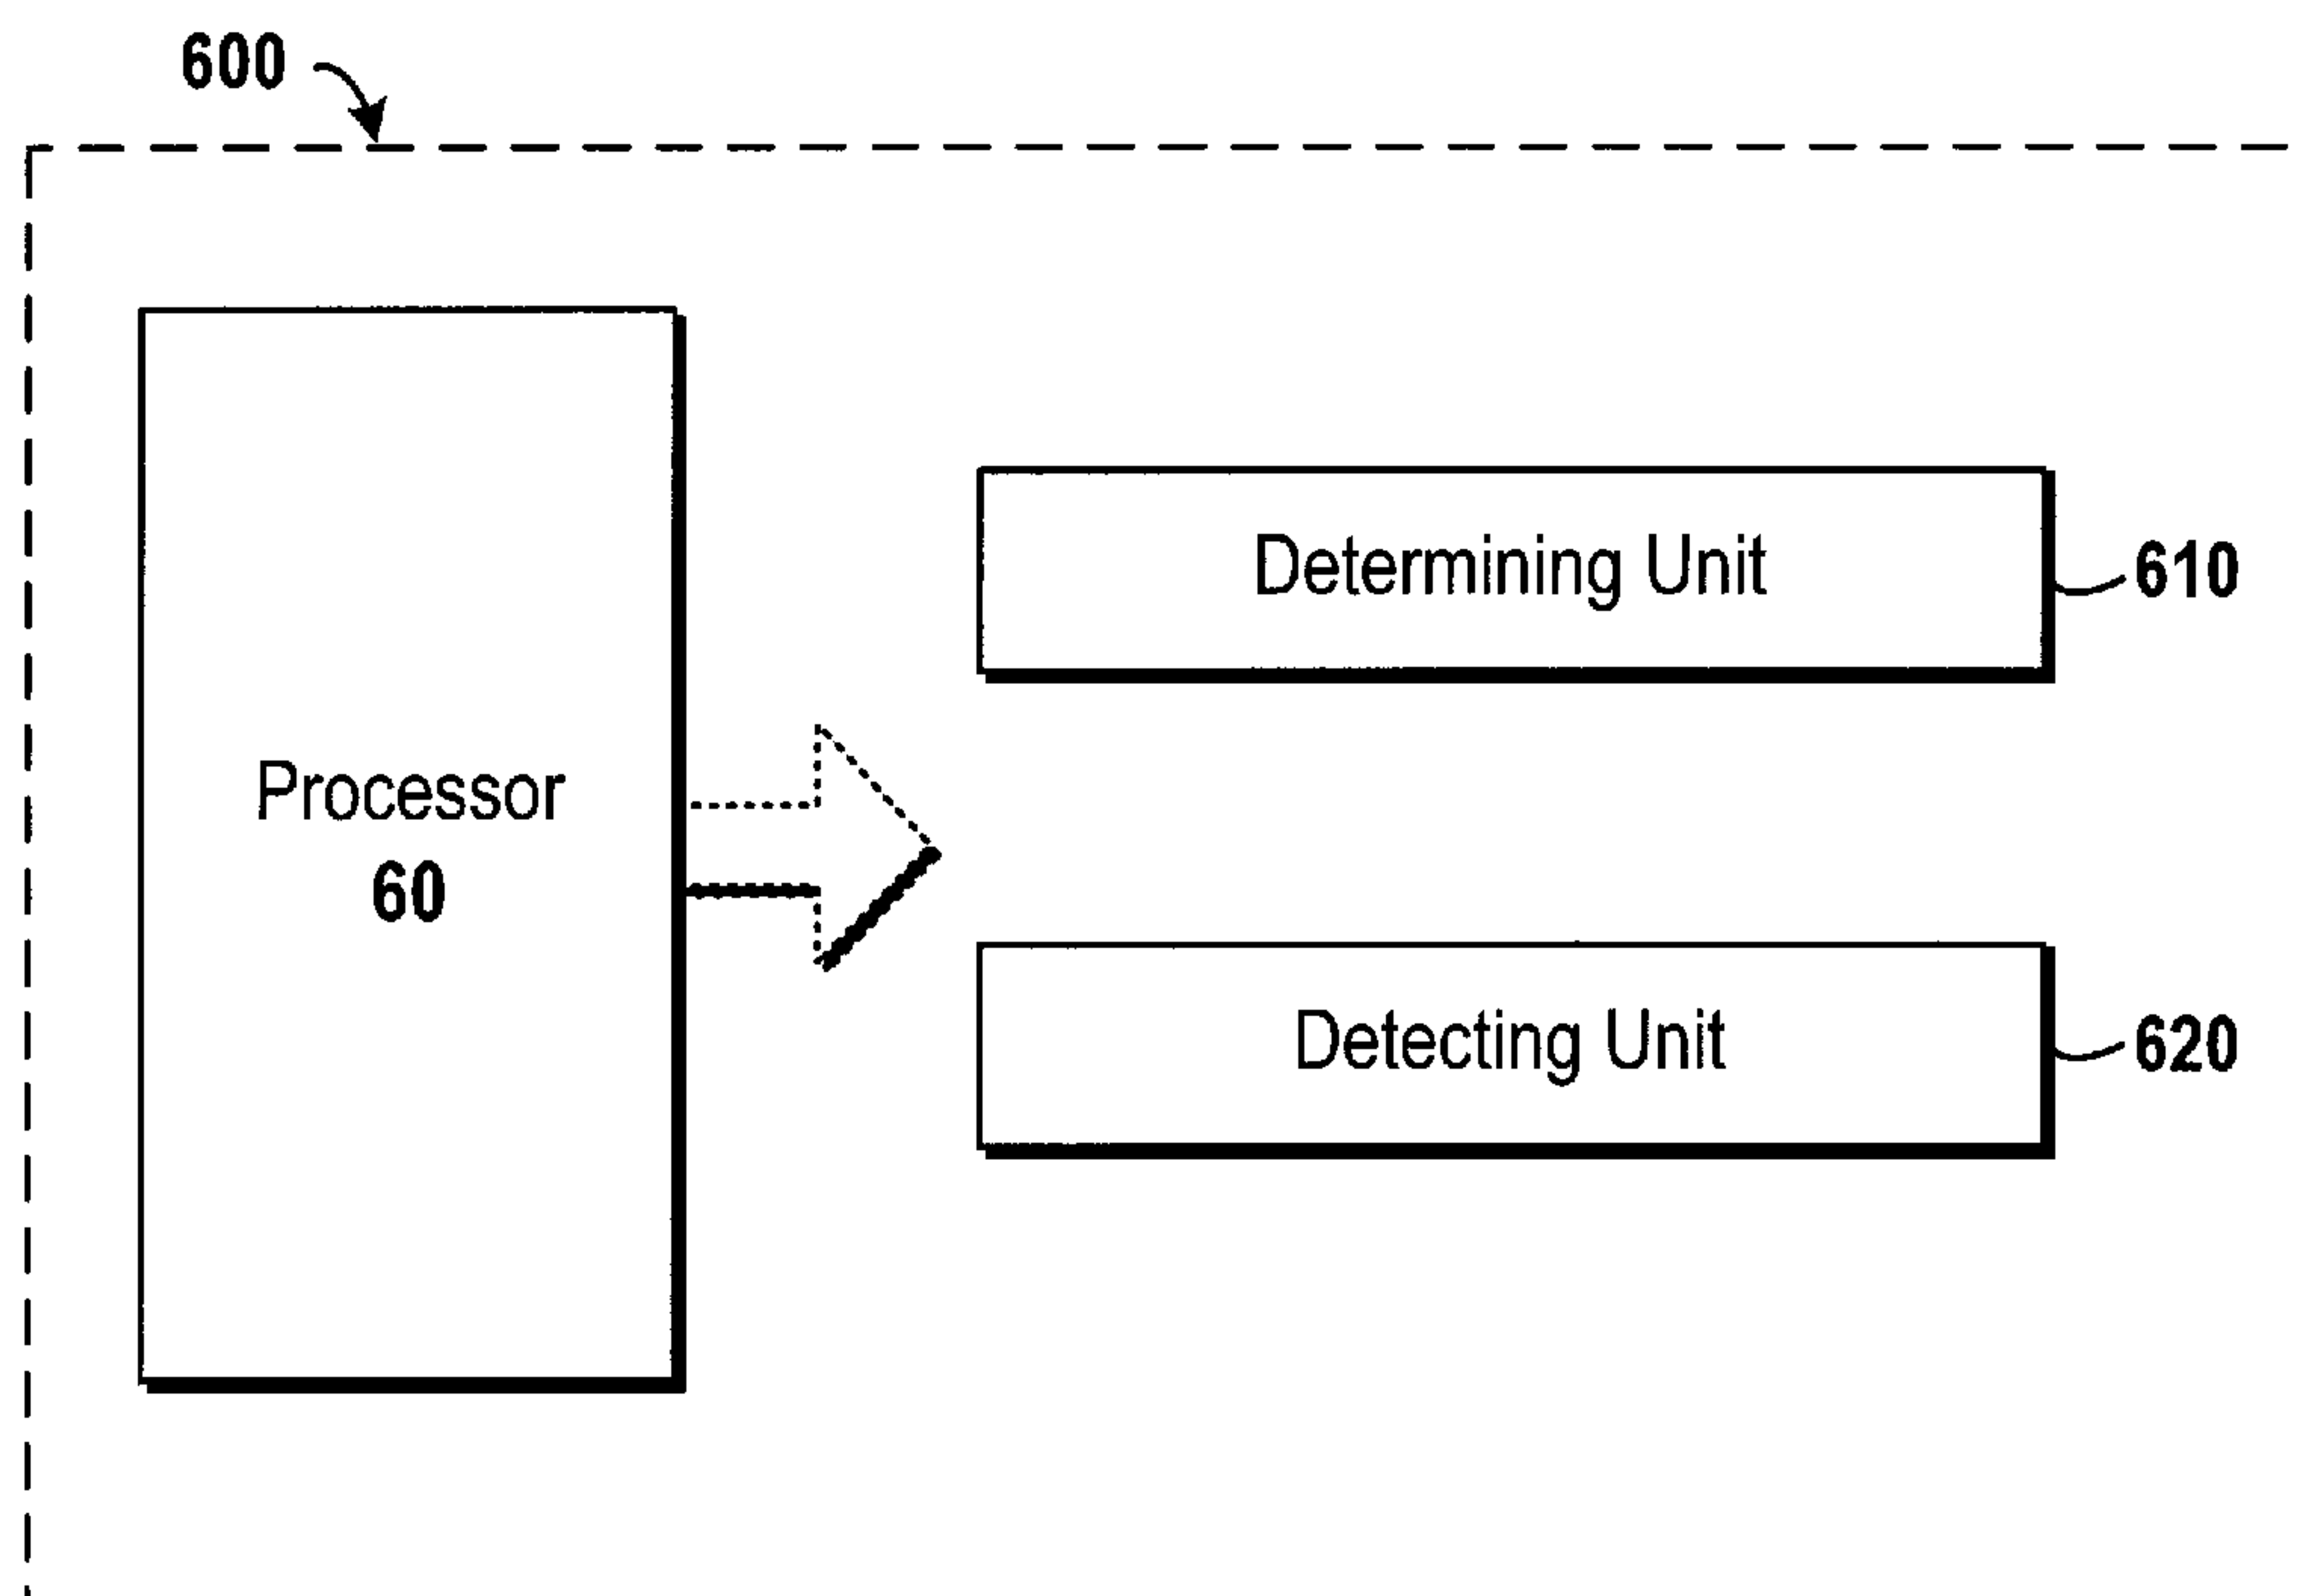 600
Determining Unit
610
Processor
60
Detecting Unit
620